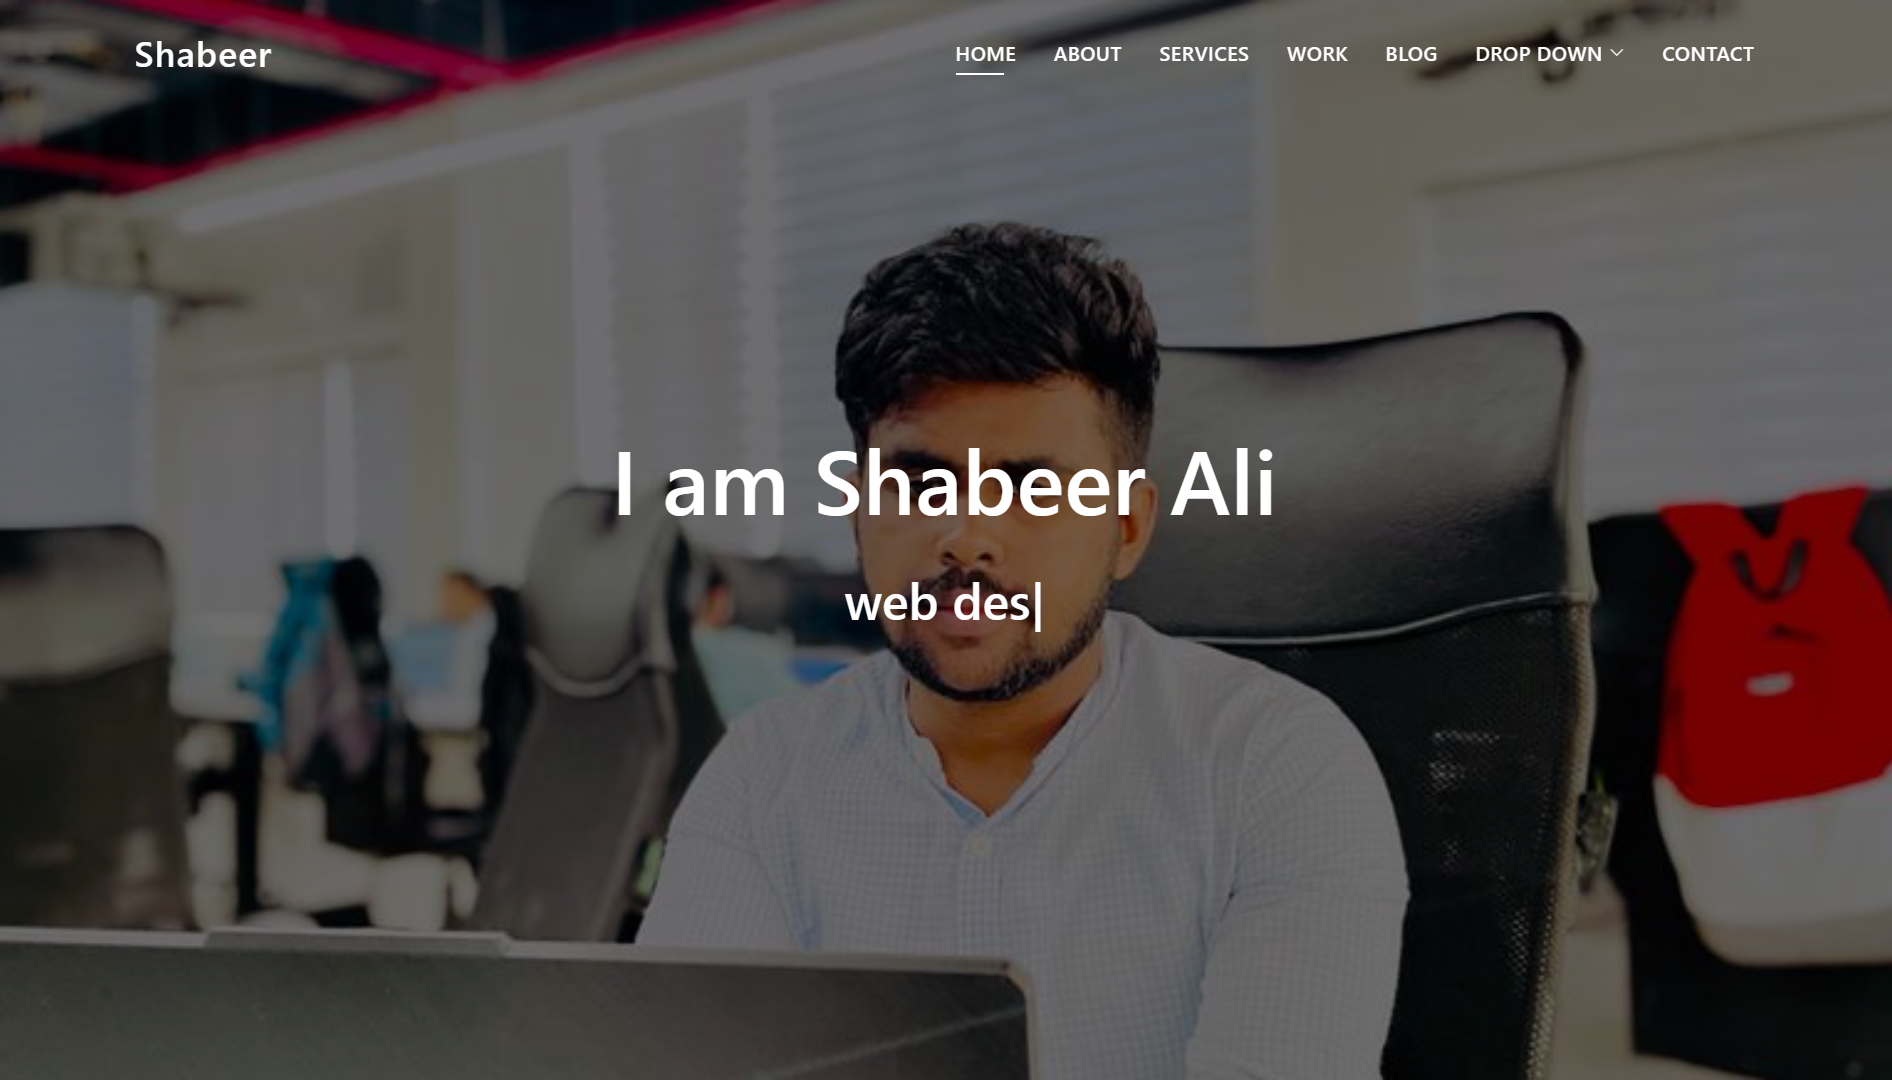 Shabeer
HOME ABOUT SERVICES WORK BLOG DROP DOWN CONTACT
I am Shabeer Ali
web des|